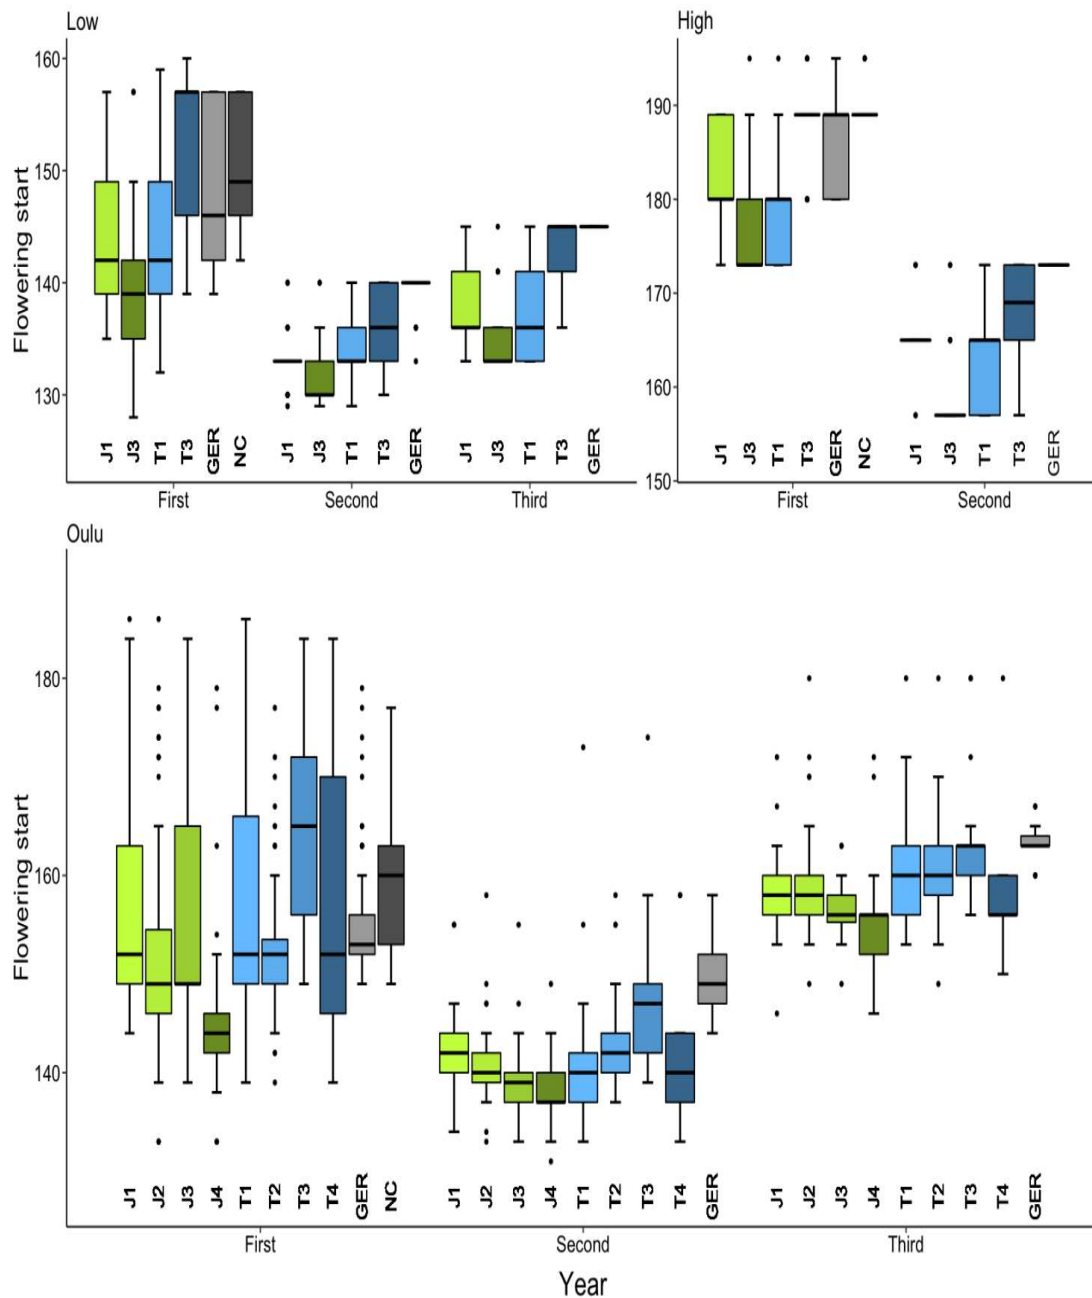 Low
Flowering start
160
150
140
130
J1 J3 T1 T3 GER NC J1 J3 T1 T3 GER J1 J3 T1 T3 GER
First Second Third
High
190
180
170
160
150
J1 J3 T1 T3 GER NC J1 J3 T1 T3 GER
First Second
Oulu
Flowering start
180
160
140
J1 J2 J3 J4 T1 T2 T3 T4 GER NC J1 J2 J3 J4 T1 T2 T3 T4 GER J1 J2 J3 J4 T1 T2 T3 T4 GER
First Second Third
Year